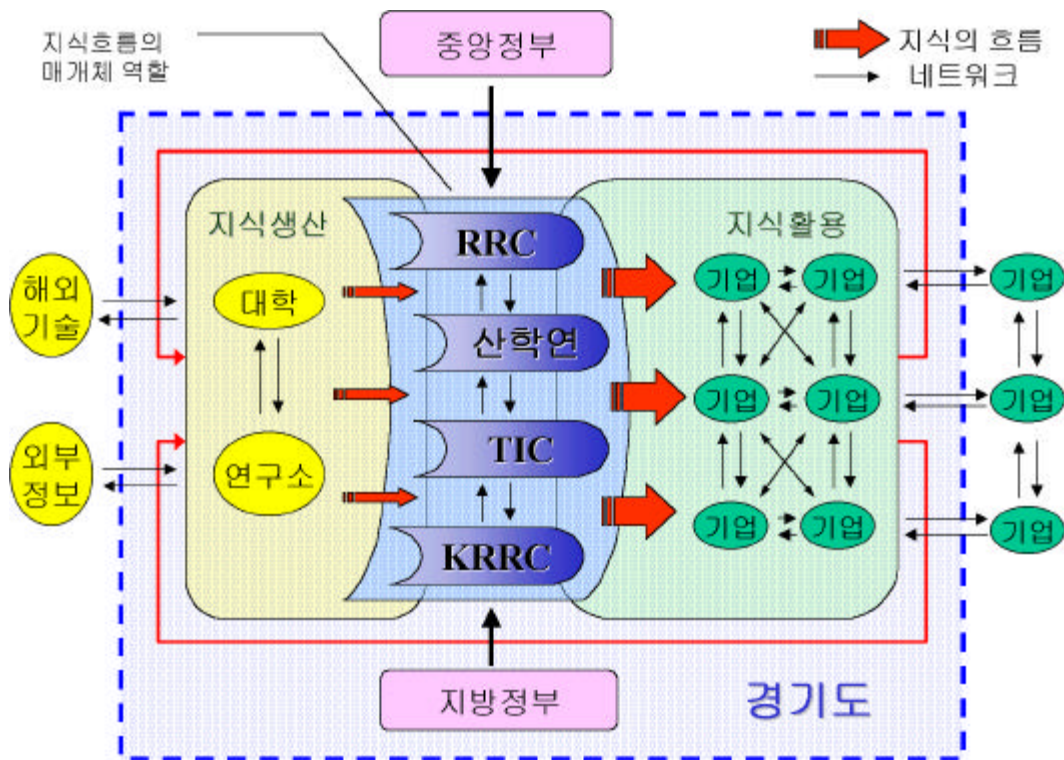 지식흐름의
매개체 역할
중앙정부
지식의 흐름
네트워크
지식생산
지식활용
RRC
산학연
TIC
KRRC
해외
기술
외부
정보
대학
연구소
기업
기업
기업
기업
기업
기업
기업
기업
기업
지방정부
경기도